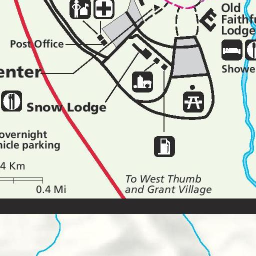 Old
Faithfu
Lodge
Post Office
Showe
enter
Snow Lodge
overnight
hicle parking
4 Km
0.4 Mi
To West Thumb
and Grant Village